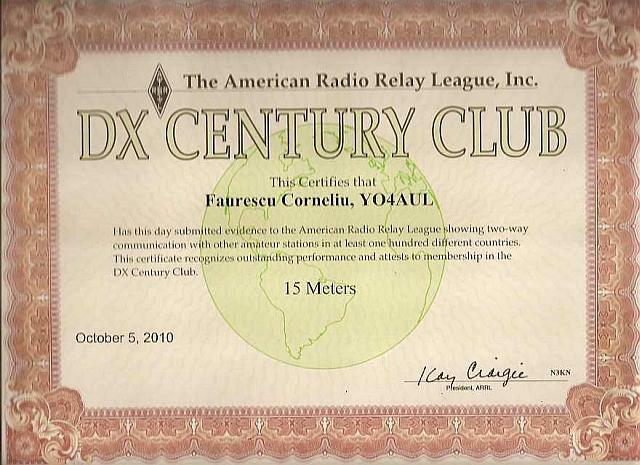 The American Radio Relay League, Inc.
DX CENTURY CLUB
This Certifies that
Faurescu Corneliu, YO4AUL
Has this day submitted evidence to the American Radio Relay League showing two-way
communication with other amateur stations in at least one hundred different countries.
This certificate recognizes outstanding performance and attests to membership in the
DX Century Club.
15 Meters
October 5, 2010
Kay Craigie N3KN
President, ARRL